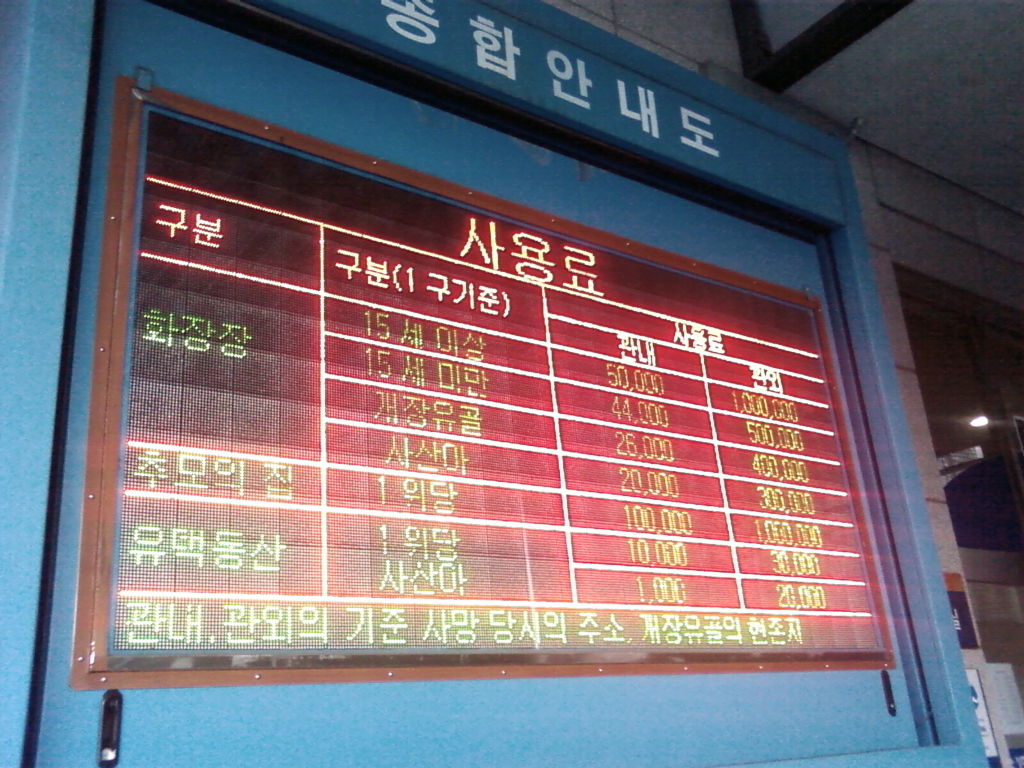 종합안내도
사용료
구분 구분(1 구기준) 사용료
관내 관외
화장장 15세 이상 50,000 1,000,000
15세 미만 44,000 500,000
개장유골 26,000 400,000
사산아 20,000 300,000
추모의 집 1 위당 100,000 1,000,000
유택동산 1 위당 10,000 30,000
사산아 1,000 20,000
관내, 관외의 기준 사망 당시의 주소, 개장유골의 현존지